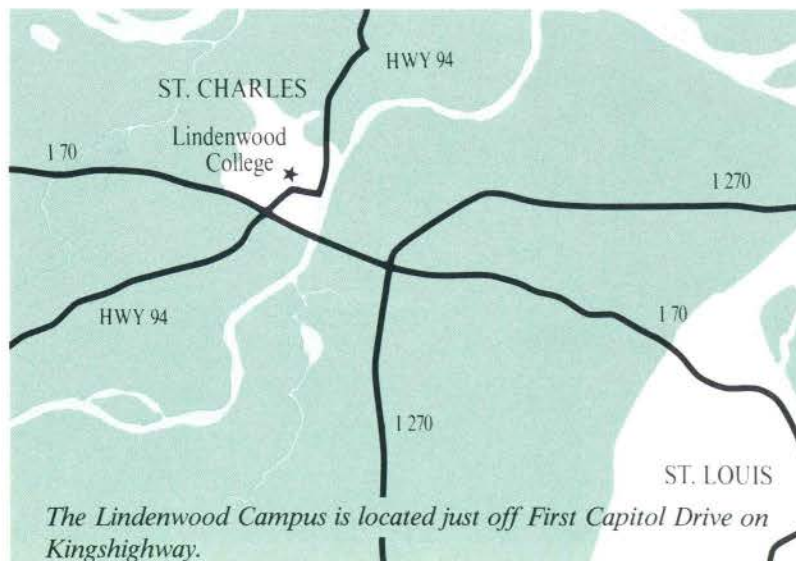 HWY 94
ST. CHARLES
Lindenwood
College
I 70
I 270
HWY 94
I 70
I 270
ST. LOUIS
The Lindenwood Campus is located just off First Capitol Drive on
Kingshighway.